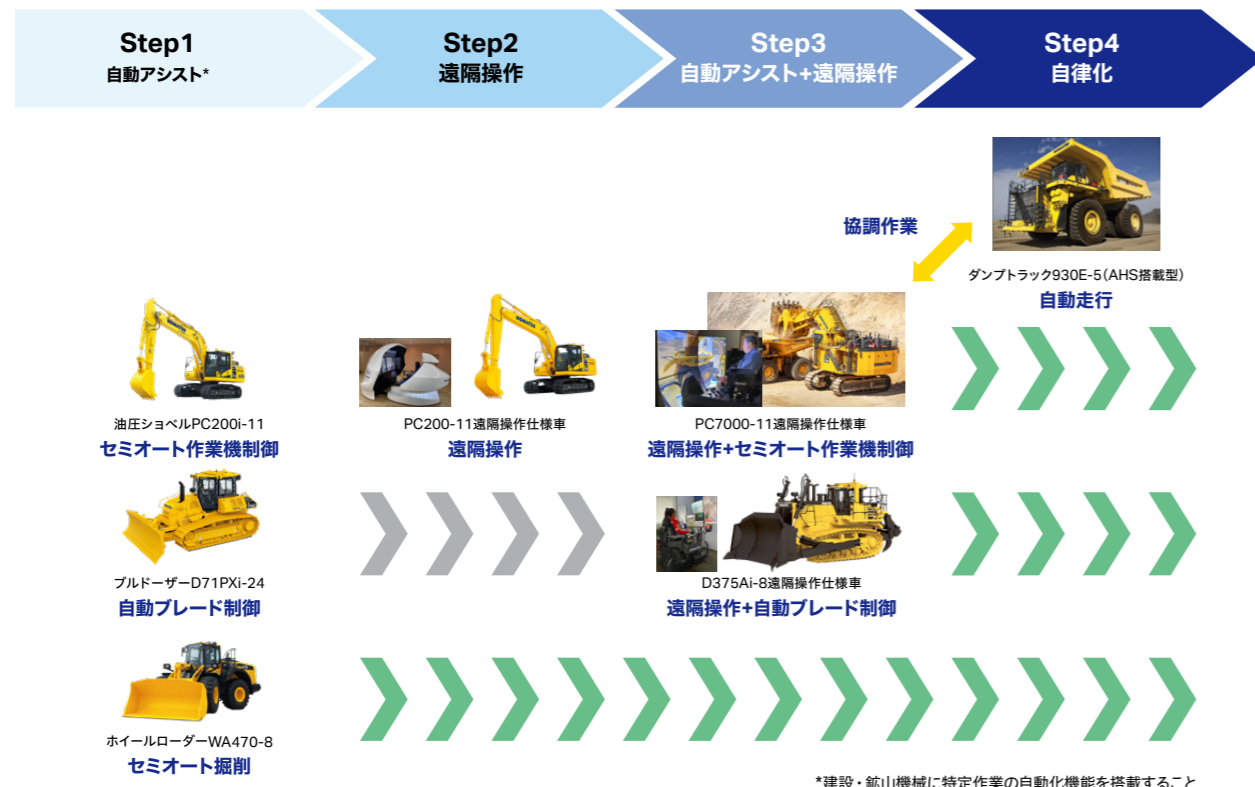 Step1
自動アシスト*
Step2
遠隔操作
Step3
自動アシスト+遠隔操作
Step4
自律化
協調作業
ダンプトラック930E-5(AHS搭載型)
自動走行
油圧ショベルPC200i-11
セミオート作業機制御
PC200-11遠隔操作仕様車
遠隔操作
PC7000-11遠隔操作仕様車
遠隔操作+セミオート作業機制御
ブルドーザーD71PXi-24
自動ブレード制御
D375Ai-8遠隔操作仕様車
遠隔操作+自動ブレード制御
ホイールローダーWA470-8
セミオート掘削
*建設・鉱山機械に特定作業の自動化機能を搭載すること